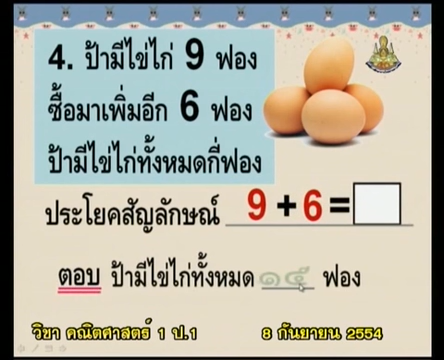 4. ป้ามีไข่ไก่ 9 ฟอง
ซื้อมาเพิ่มอีก 6 ฟอง
ป้ามีไข่ไก่ทั้งหมดกี่ฟอง
ประโยคสัญลักษณ์ 9 + 6 =
ตอบ ป้ามีไข่ไก่ทั้งหมด ๑๕ ฟอง
วิชา คณิตศาสตร์ 1 ป.1 8 กันยายน 2554